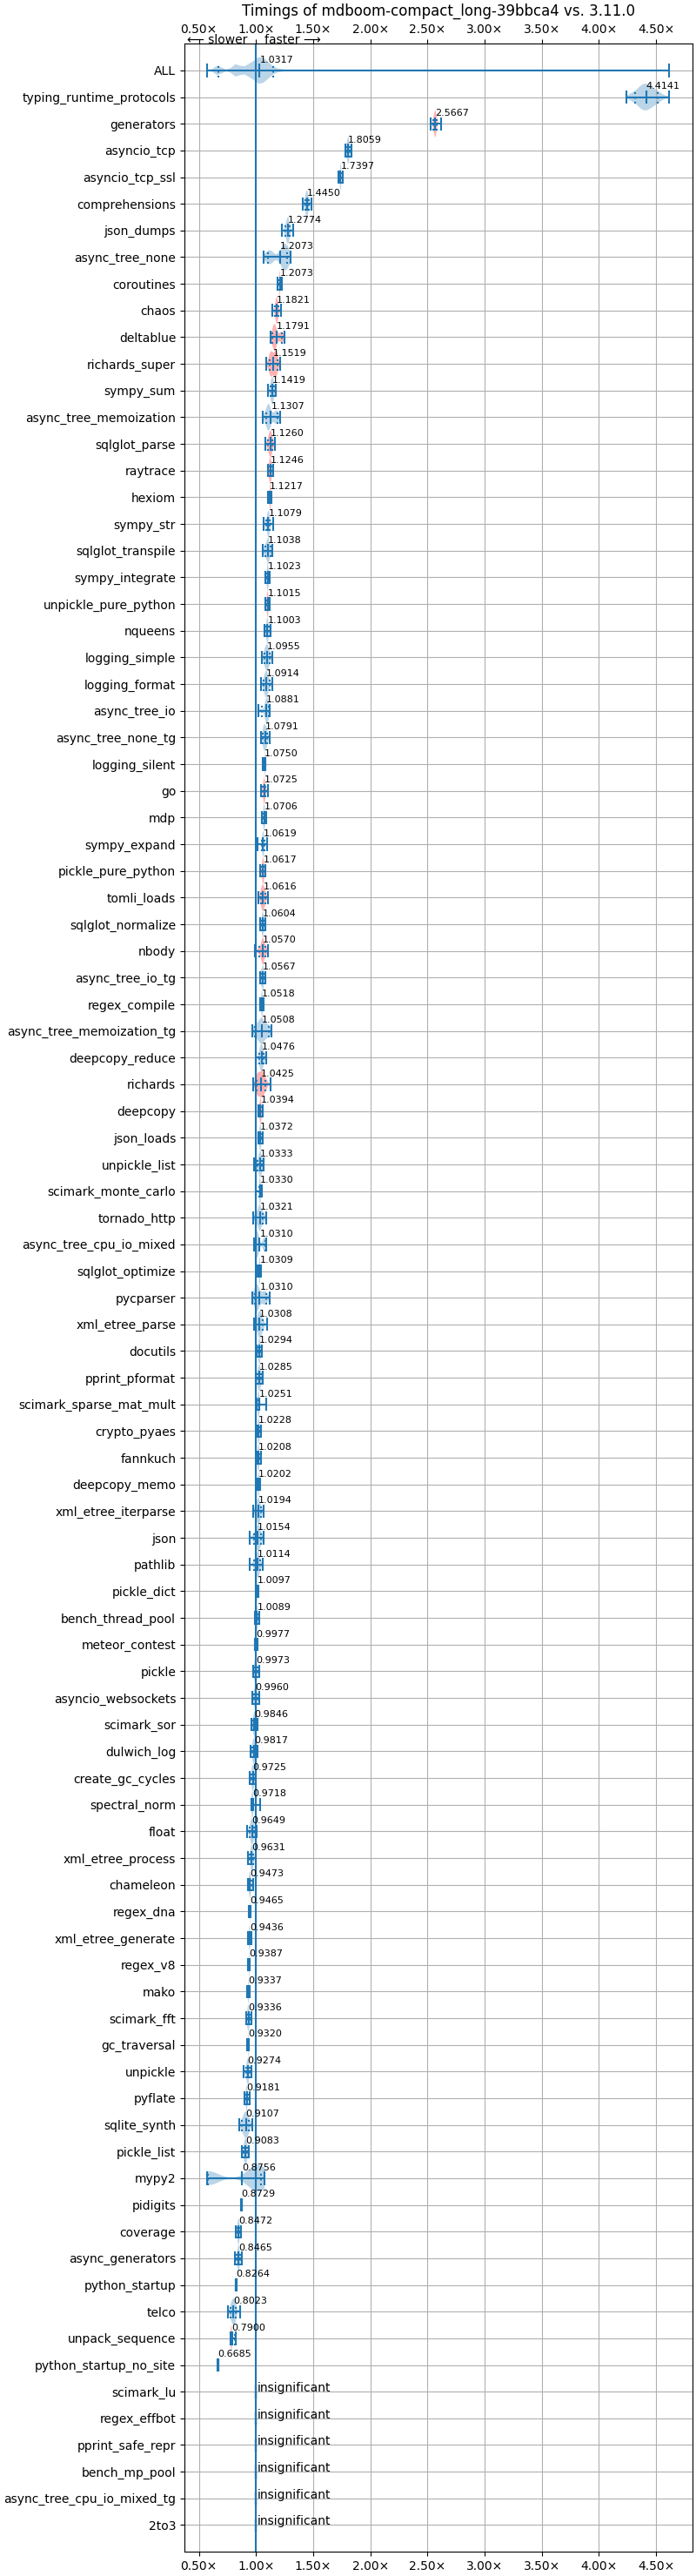 Timings of mdboom-compact_long-39bbca4 vs. 3.11.0
0.50× 1.00× 1.50× 2.00× 2.50× 3.00× 3.50× 4.00× 4.50×
⟵ slower faster ⟶
ALL 1.0317
typing_runtime_protocols 4.4141
generators 2.5667
asyncio_tcp 1.8059
asyncio_tcp_ssl 1.7397
comprehensions 1.4450
json_dumps 1.2774
async_tree_none 1.2073
coroutines 1.2073
chaos 1.1821
deltablue 1.1791
richards_super 1.1519
sympy_sum 1.1419
async_tree_memoization 1.1307
sqlglot_parse 1.1260
raytrace 1.1246
hexiom 1.1217
sympy_str 1.1079
sqlglot_transpile 1.1038
sympy_integrate 1.1023
unpickle_pure_python 1.1015
nqueens 1.1003
logging_simple 1.0955
logging_format 1.0914
async_tree_io 1.0881
async_tree_none_tg 1.0791
logging_silent 1.0750
go 1.0725
mdp 1.0706
sympy_expand 1.0619
pickle_pure_python 1.0617
tomli_loads 1.0616
sqlglot_normalize 1.0604
nbody 1.0570
async_tree_io_tg 1.0567
regex_compile 1.0518
async_tree_memoization_tg 1.0508
deepcopy_reduce 1.0476
richards 1.0425
deepcopy 1.0394
json_loads 1.0372
unpickle_list 1.0333
scimark_monte_carlo 1.0330
tornado_http 1.0321
async_tree_cpu_io_mixed 1.0310
sqlglot_optimize 1.0309
pycparser 1.0310
xml_etree_parse 1.0308
docutils 1.0294
pprint_pformat 1.0285
scimark_sparse_mat_mult 1.0251
crypto_pyaes 1.0228
fannkuch 1.0208
deepcopy_memo 1.0202
xml_etree_iterparse 1.0194
json 1.0154
pathlib 1.0114
pickle_dict 1.0097
bench_thread_pool 1.0089
meteor_contest 0.9977
pickle 0.9973
asyncio_websockets 0.9960
scimark_sor 0.9846
dulwich_log 0.9817
create_gc_cycles 0.9725
spectral_norm 0.9718
float 0.9649
xml_etree_process 0.9631
chameleon 0.9473
regex_dna 0.9465
xml_etree_generate 0.9436
regex_v8 0.9387
mako 0.9337
scimark_fft 0.9336
gc_traversal 0.9320
unpickle 0.9274
pyflate 0.9181
sqlite_synth 0.9107
pickle_list 0.9083
mypy2 0.8756
pidigits 0.8729
coverage 0.8472
async_generators 0.8465
python_startup 0.8264
telco 0.8023
unpack_sequence 0.7900
python_startup_no_site 0.6685
scimark_lu insignificant
regex_effbot insignificant
pprint_safe_repr insignificant
bench_mp_pool insignificant
async_tree_cpu_io_mixed_tg insignificant
2to3 insignificant
0.50× 1.00× 1.50× 2.00× 2.50× 3.00× 3.50× 4.00× 4.50×